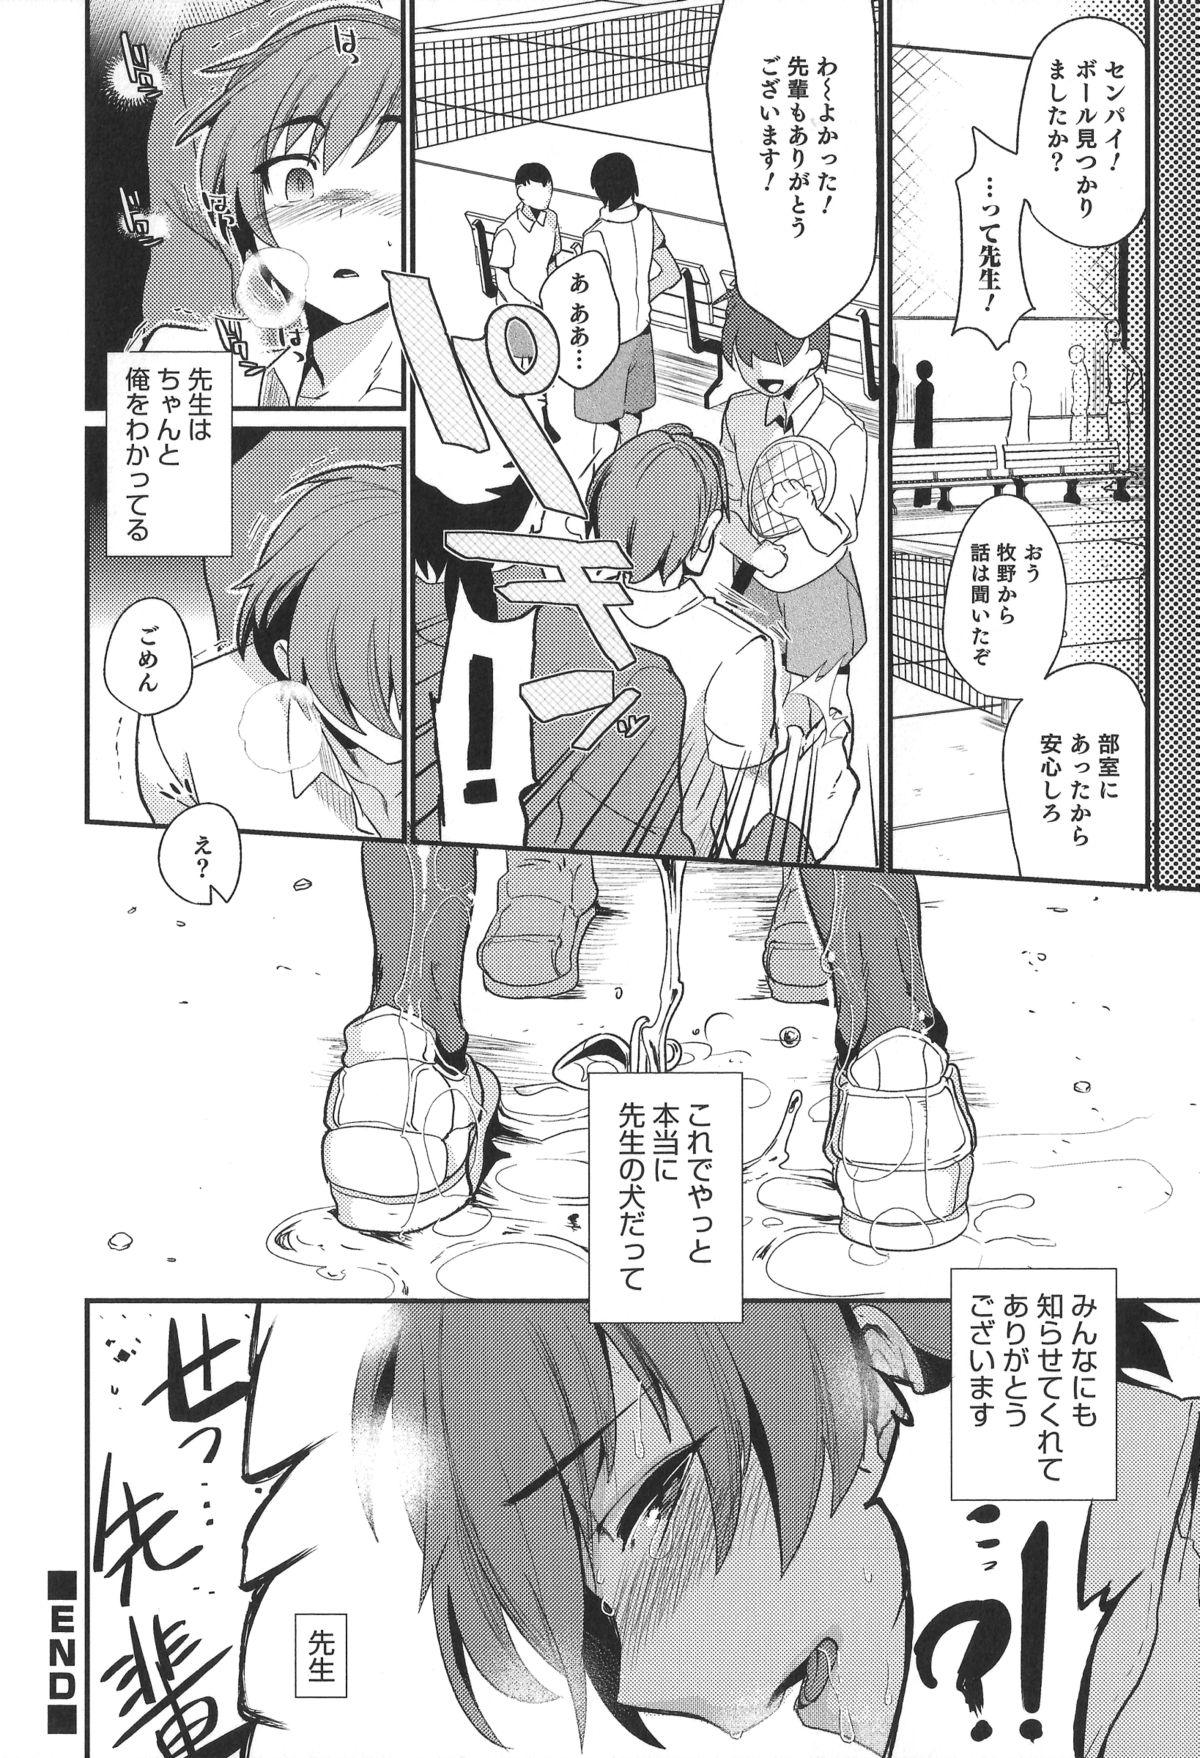 センパイ!
ボール見つかり
ましたか?
…って先生!
おう
牧野から
話は聞いたぞ
部室に
あったから
安心しろ
わ～よかった!
先輩もありがとう
ございます!
あ ああ…
パキン
!
は、
はっ
はっ
先生は
ちゃんと
俺をわかってる
ごめん
え?
これでやっと
本当に
先生の犬だって
みんなにも
知らせてくれて
ありがとう
ございます
?!
先生
せっ
先輩
END